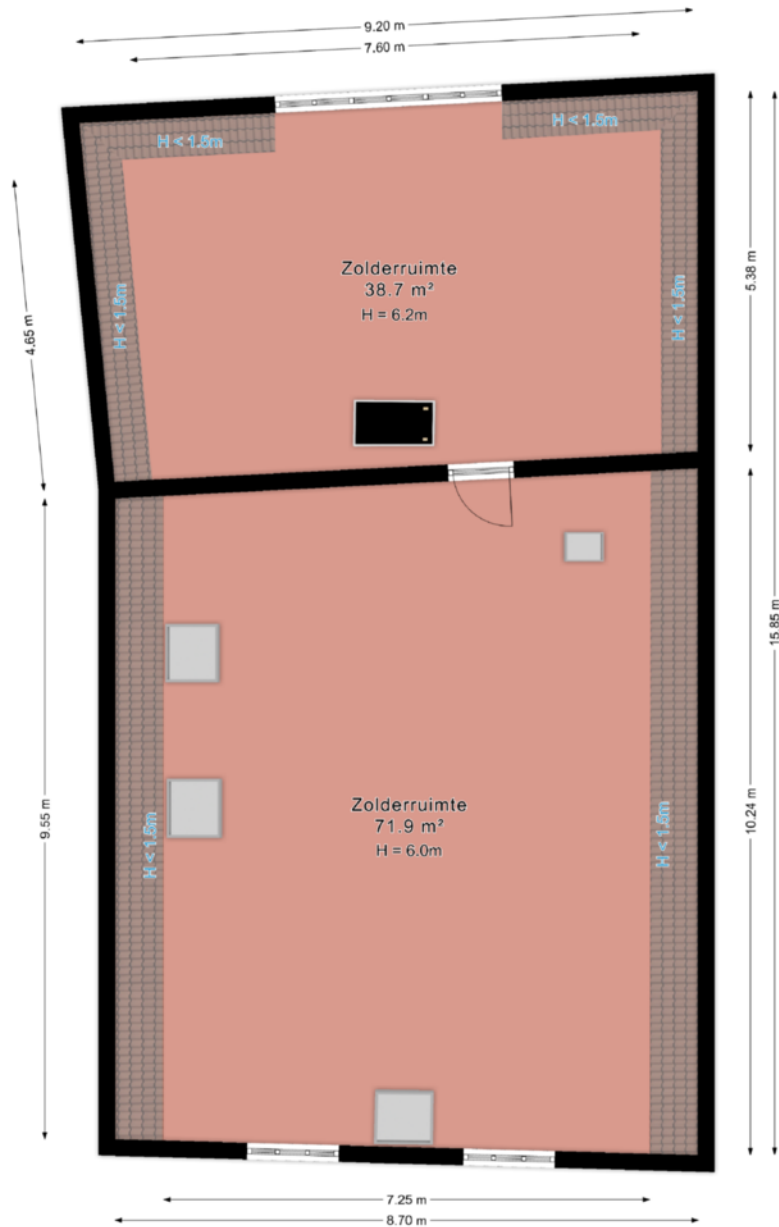 9.20 m
7.60 m
H < 1.5m
H < 1.5m
Zolderruimte
38.7 m²
H = 6.2m
H < 1.5m
H < 1.5m
4.65 m
5.38 m
15.85 m
Zolderruimte
71.9 m²
H = 6.0m
H < 1.5m
H < 1.5m
9.55 m
10.24 m
7.25 m
8.70 m